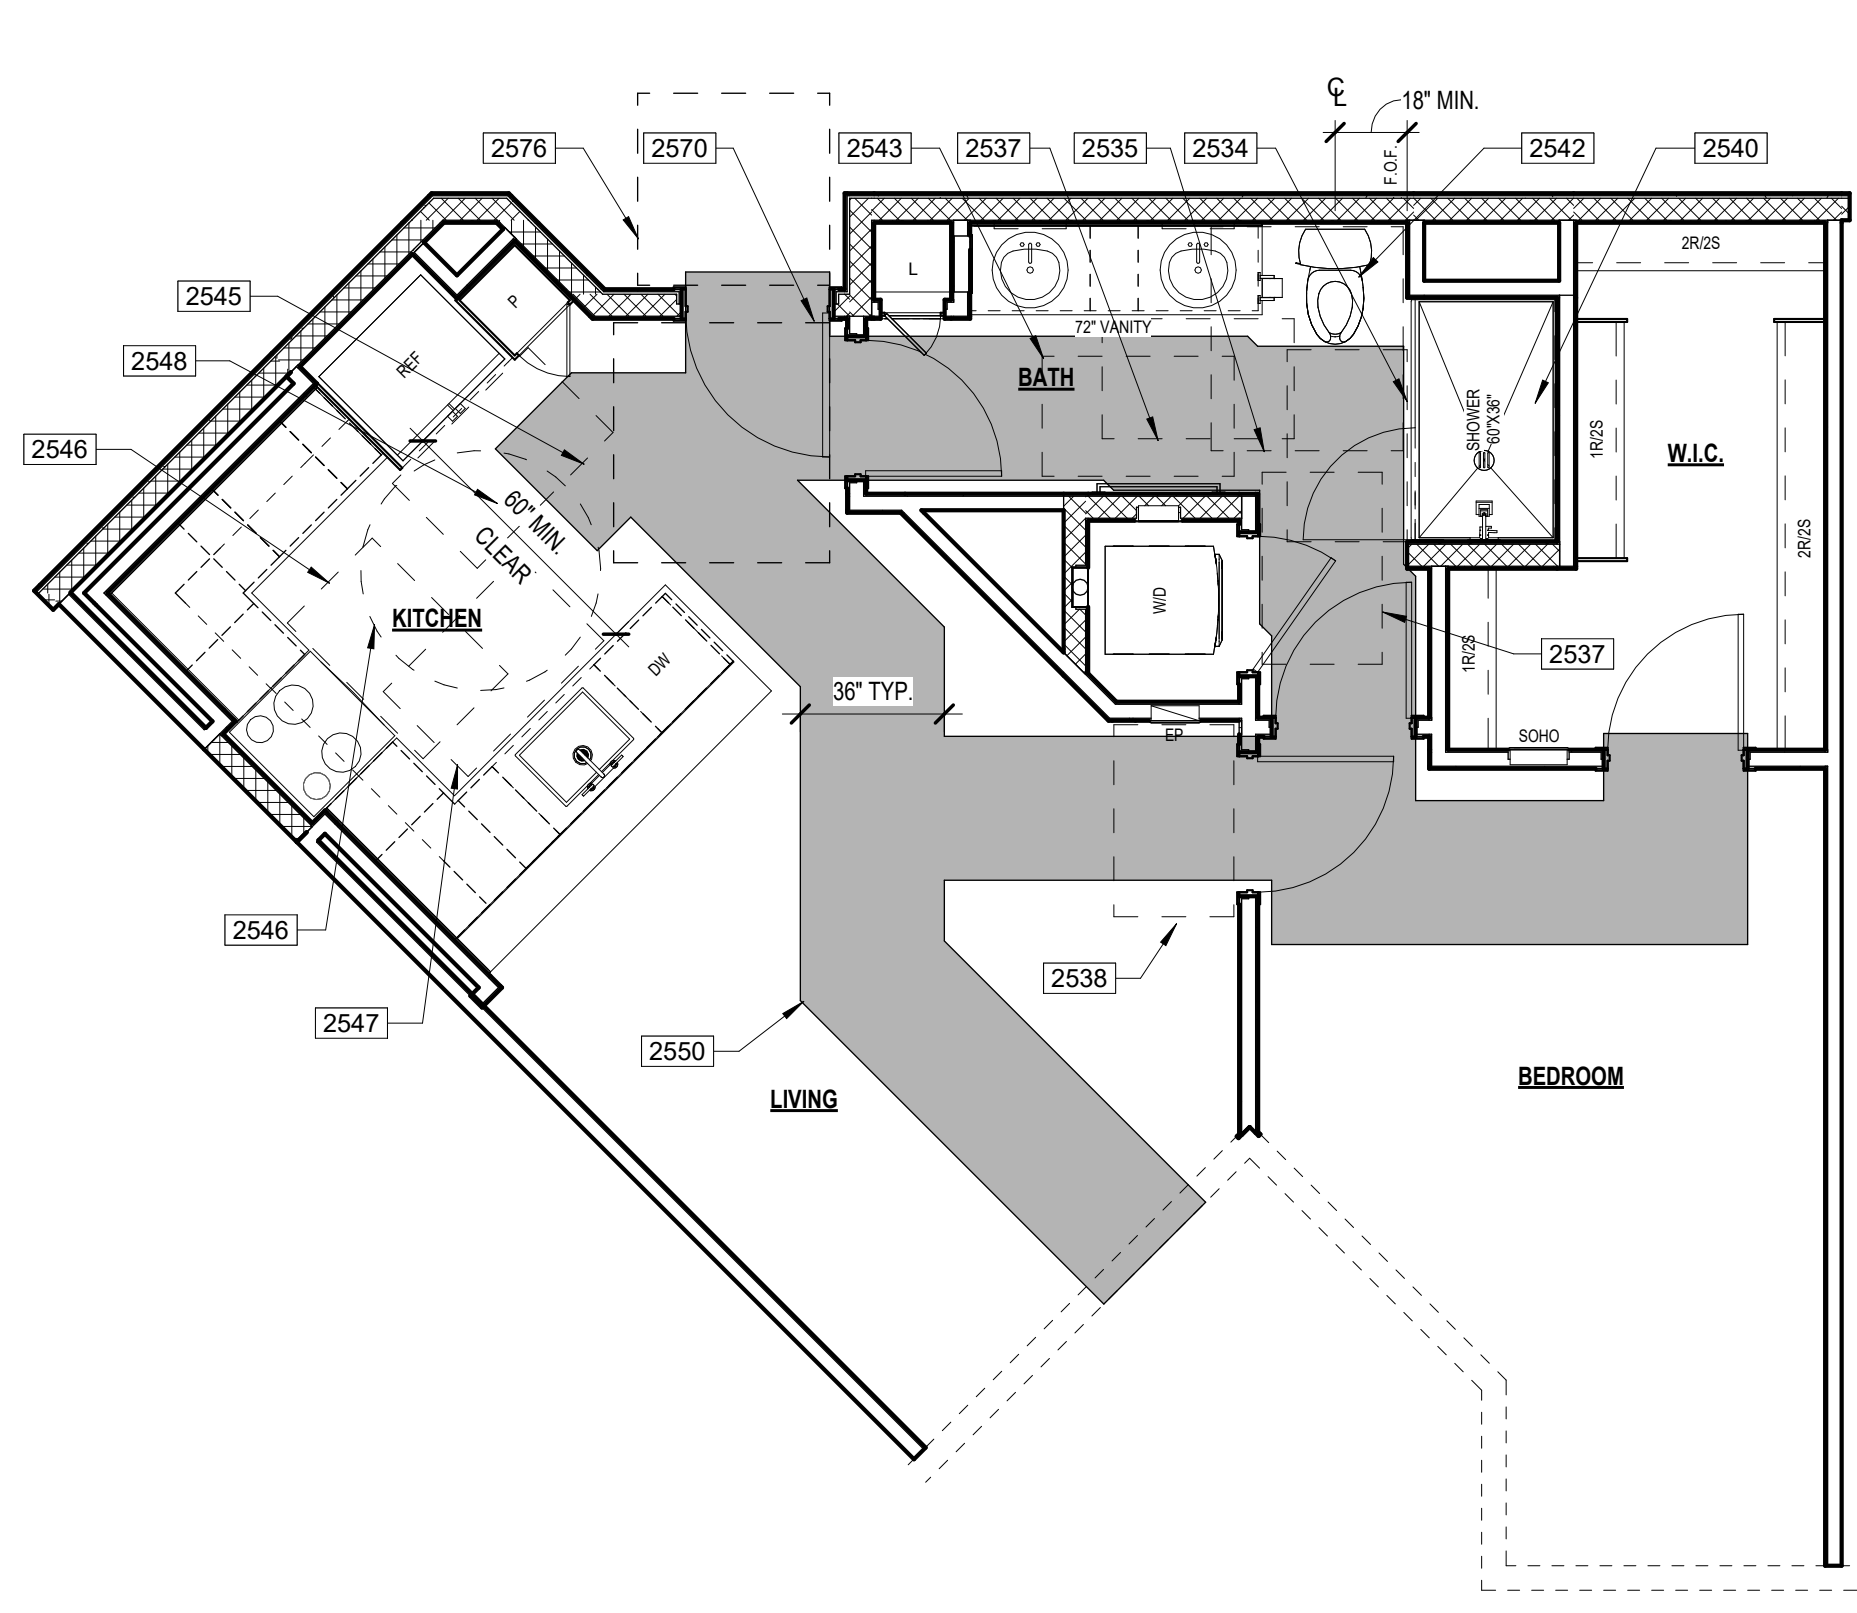 ℄
18" MIN.
F.O.F.
2576
2570
2543
2537
2535
2534
2542
2540
2545
2548
2546
L
P
REF
2R/2S
72" VANITY
BATH
SHOWER
60"X36"
1R/2S
W.I.C.
2R/2S
60" MIN.
CLEAR
KITCHEN
W/D
1R/2S
2537
DW
36" TYP.
EP
SOHO
2546
2547
2538
2550
LIVING
BEDROOM